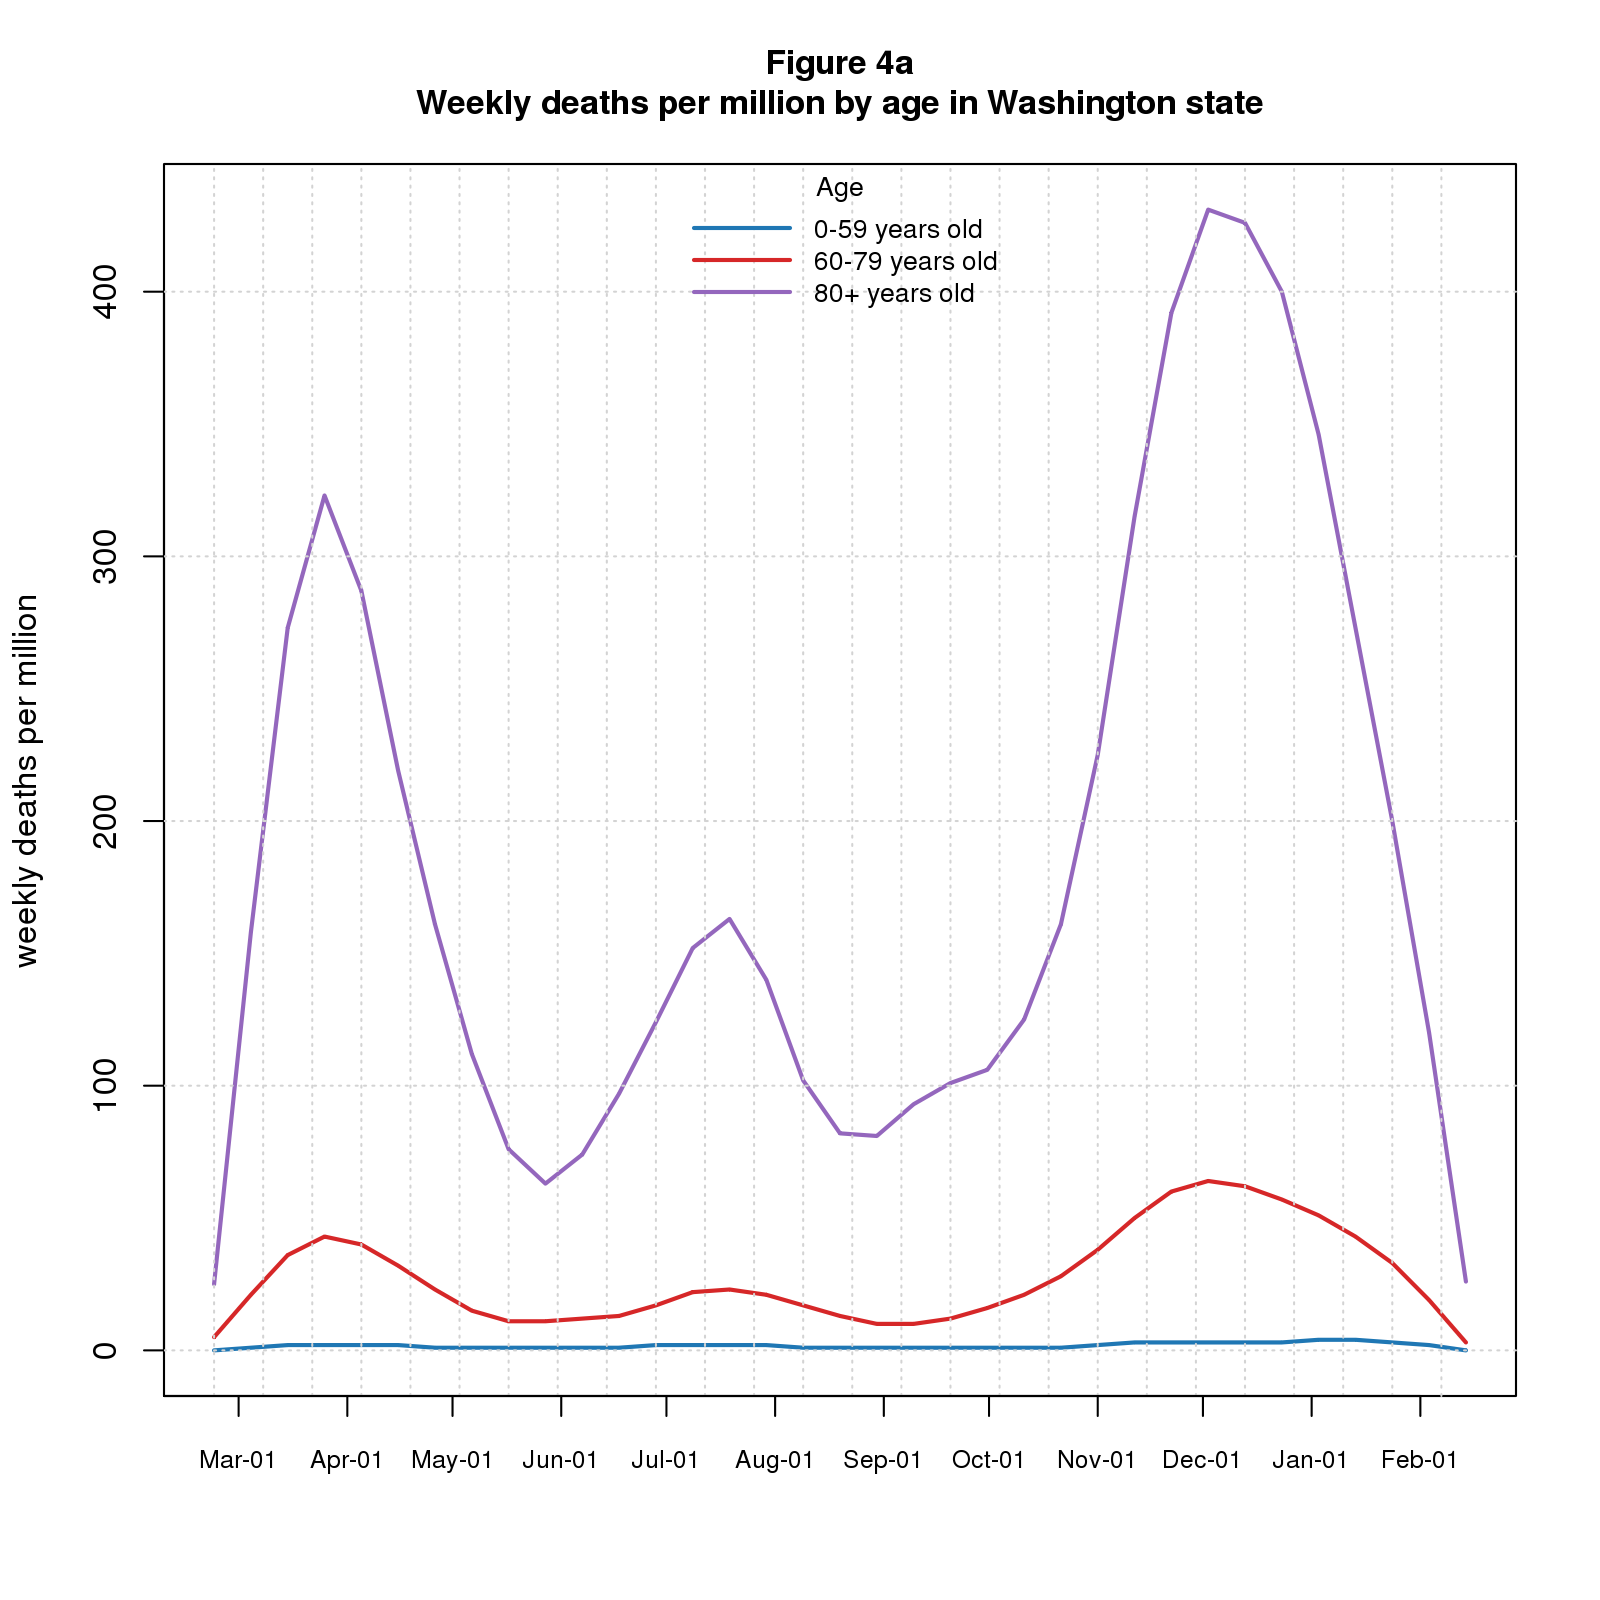 Figure 4a
Weekly deaths per million by age in Washington state
Age
0-59 years old
60-79 years old
80+ years old
weekly deaths per million
400
300
200
100
0
Mar-01 Apr-01 May-01 Jun-01 Jul-01 Aug-01 Sep-01 Oct-01 Nov-01 Dec-01 Jan-01 Feb-01